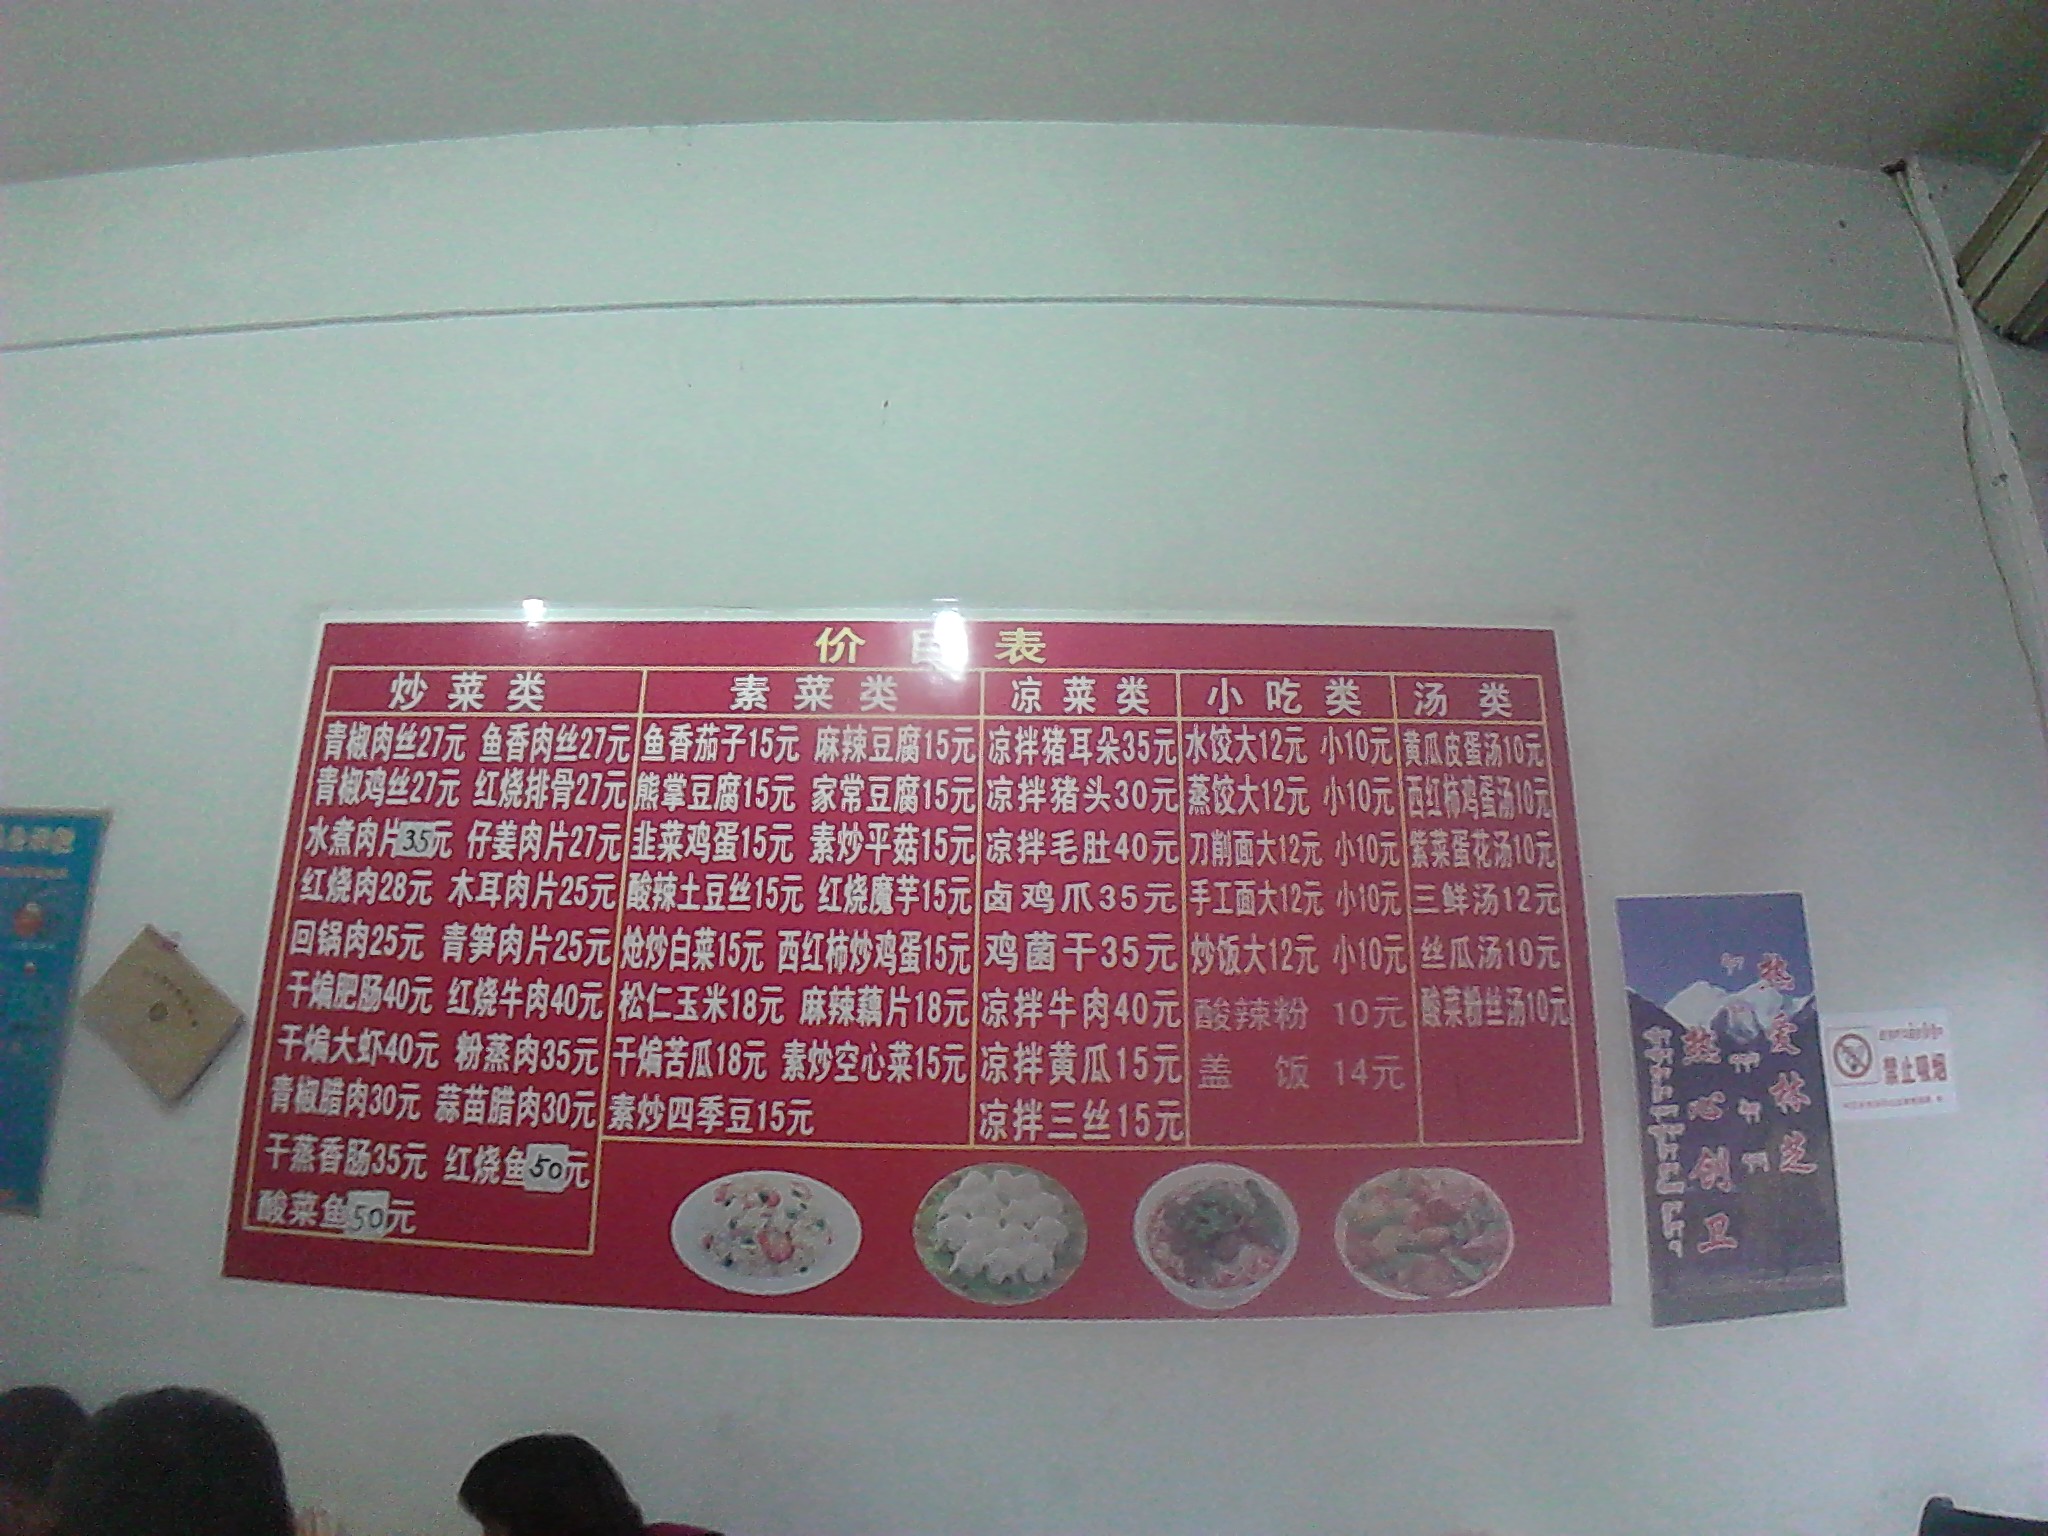 价目表
炒菜类
青椒肉丝27元 鱼香肉丝27元
青椒鸡丝27元 红烧排骨27元
水煮肉片35元 仔姜肉片27元
红烧肉28元 木耳肉片25元
回锅肉25元 青笋肉片25元
干煸肥肠40元 红烧牛肉40元
干煸大虾40元 粉蒸肉35元
青椒腊肉30元 蒜苗腊肉30元
干蒸香肠35元 红烧鱼50元
酸菜鱼50元
素菜类
鱼香茄子15元 麻辣豆腐15元
熊掌豆腐15元 家常豆腐15元
韭菜鸡蛋15元 素炒平菇15元
酸辣土豆丝15元 红烧魔芋15元
炝炒白菜15元 西红柿炒鸡蛋15元
松仁玉米18元 麻辣藕片18元
干煸苦瓜18元 素炒空心菜15元
素炒四季豆15元
凉菜类
凉拌猪耳朵35元
凉拌猪头30元
凉拌毛肚40元
卤鸡爪35元
鸡菌干35元
凉拌牛肉40元
凉拌黄瓜15元
凉拌三丝15元
小吃类
水饺大12元 小10元
蒸饺大12元 小10元
刀削面大12元 小10元
手工面大12元 小10元
炒饭大12元 小10元
酸辣粉 10元
盖饭 14元
汤类
黄瓜皮蛋汤10元
西红柿鸡蛋汤10元
紫菜蛋花汤10元
三鲜汤12元
丝瓜汤10元
酸菜粉丝汤10元
热爱林芝
热心创卫
禁止吸烟